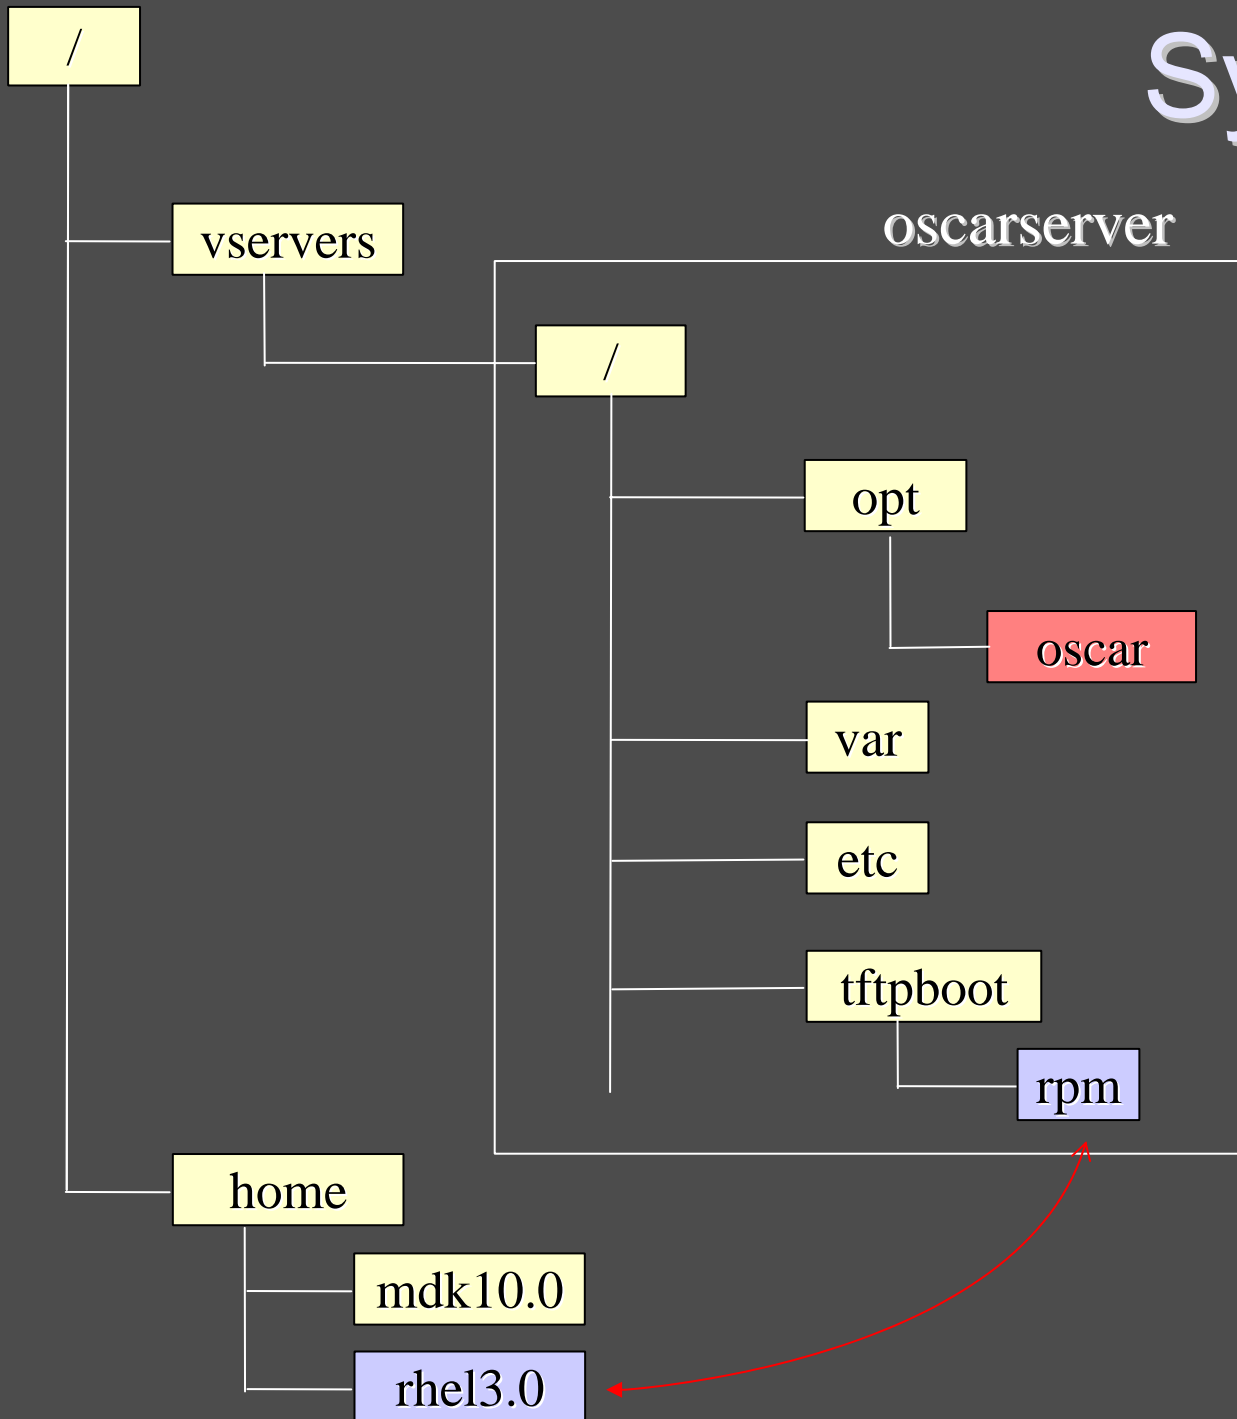 /
Sy
vservers
oscarserver
/
opt
oscar
var
etc
tftpboot
rpm
home
mdk10.0
rhel3.0